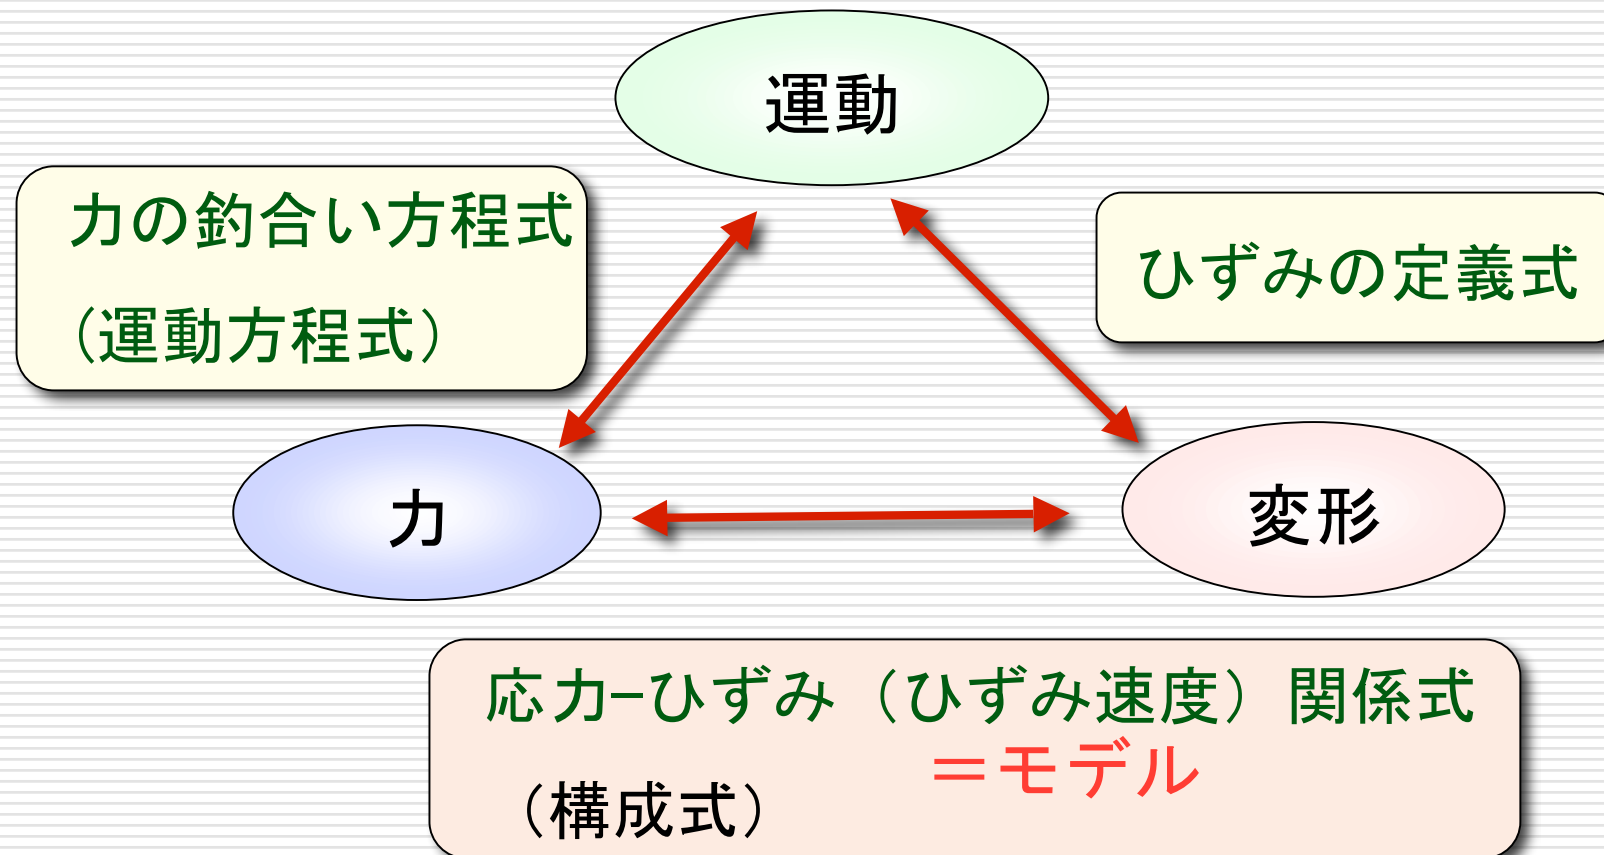 運動
力の釣合い方程式
（運動方程式）
ひずみの定義式
力
変形
応力ｰひずみ（ひずみ速度）関係式
＝モデル
（構成式）